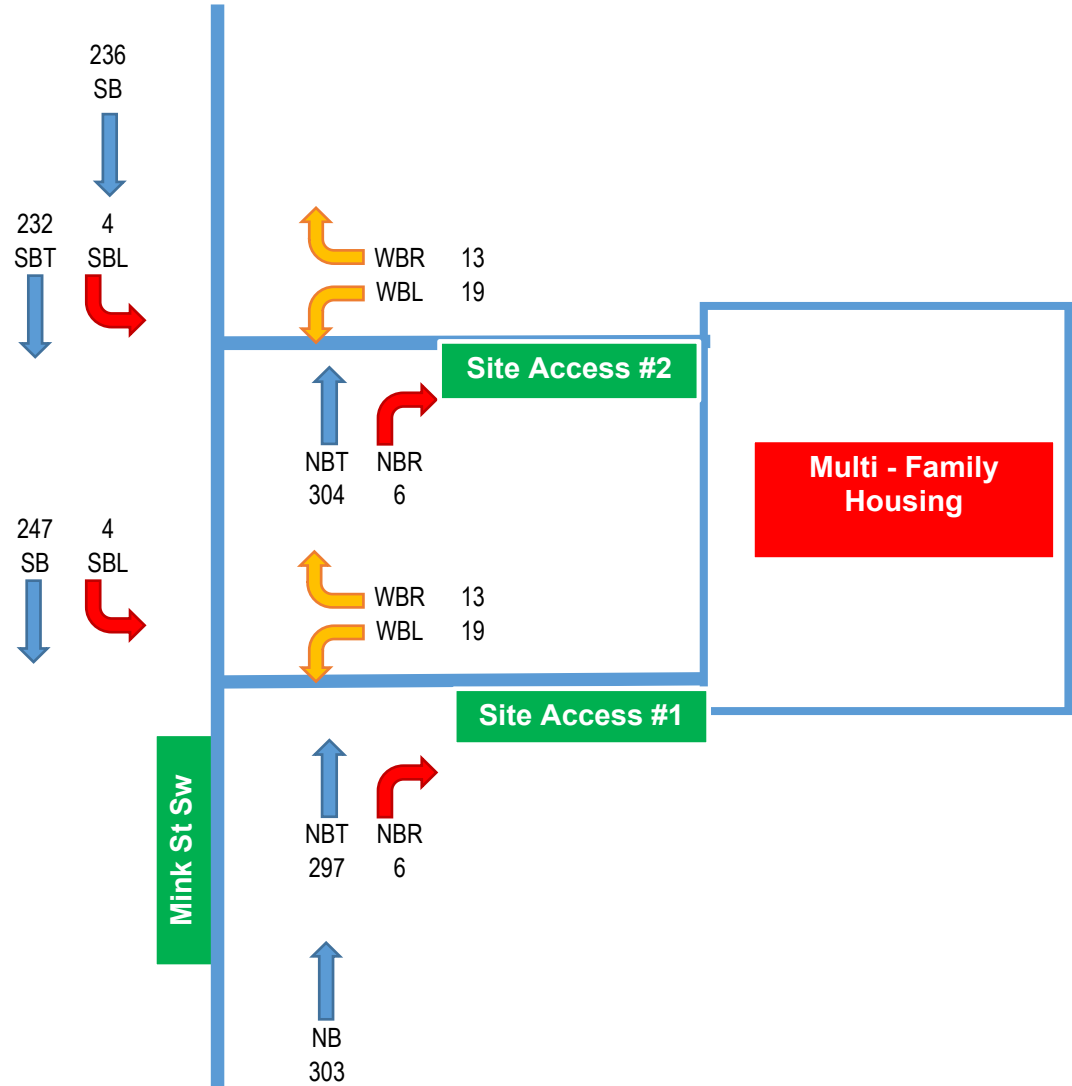 236
SB
232 4
SBT SBL
WBR 13
WBL 19
Site Access #2
NBT NBR
304 6
Multi - Family
Housing
247 4
SB SBL
WBR 13
WBL 19
Site Access #1
Mink St Sw
NBT NBR
297 6
NB
303